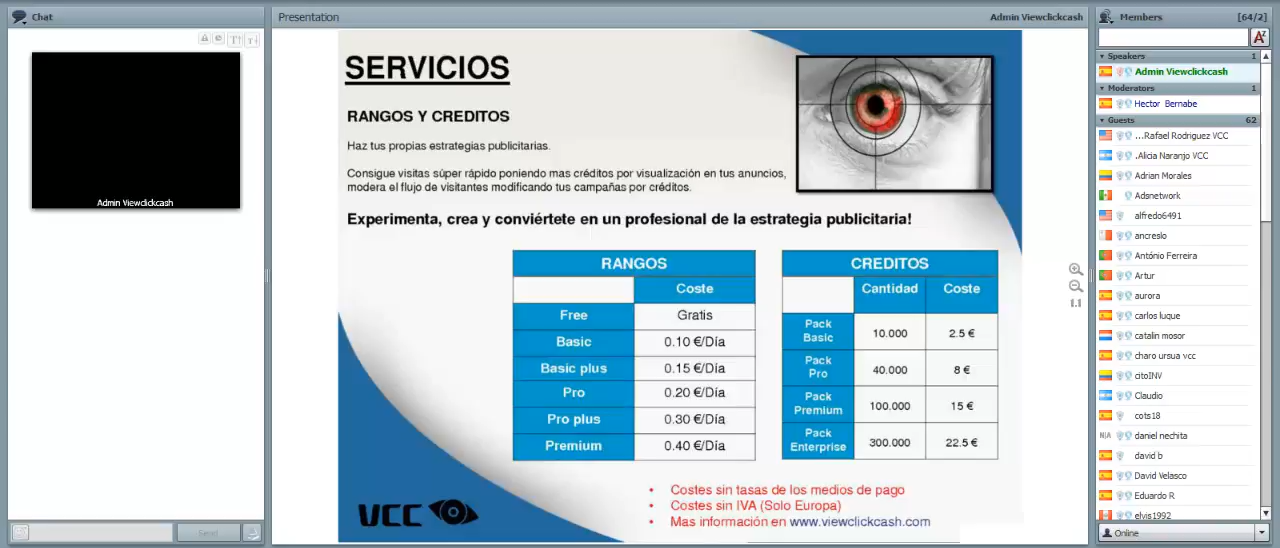 Chat
Presentation
Admin Viewclickcash
Members
[64/2]
Admin Viewclickcash
SERVICIOS
RANGOS Y CREDITOS
Haz tus propias estrategias publicitarias.
Consigue visitas súper rápido poniendo mas créditos por visualización en tus anuncios,
modera el flujo de visitantes modificando tus campañas por créditos.
Experimenta, crea y conviértete en un profesional de la estrategia publicitaria!
RANGOS
Coste
Free Gratis
Basic 0.10 €/Día
Basic plus 0.15 €/Día
Pro 0.20 €/Día
Pro plus 0.30 €/Día
Premium 0.40 €/Día
CREDITOS
Cantidad Coste
Pack
Basic 10.000 2.5 €
Pack
Pro 40.000 8 €
Pack
Premium 100.000 15 €
Pack
Enterprise 300.000 22.5 €
• Costes sin tasas de los medios de pago
• Costes sin IVA (Solo Europa)
• Mas información en www.viewclickcash.com
VCC
1.1
Send
Speakers 1
Admin Viewclickcash
Moderators 1
Hector Bernabe
Guests 62
...Rafael Rodriguez VCC
.Alicia Naranjo VCC
Adrian Morales
Adsnetwork
alfredo6491
ancreslo
António Ferreira
Artur
aurora
carlos luque
catalin mosor
charo ursua vcc
citoINV
Claudio
cots18
N/A daniel nechita
david b
David Velasco
Eduardo R
elvis1992
Online